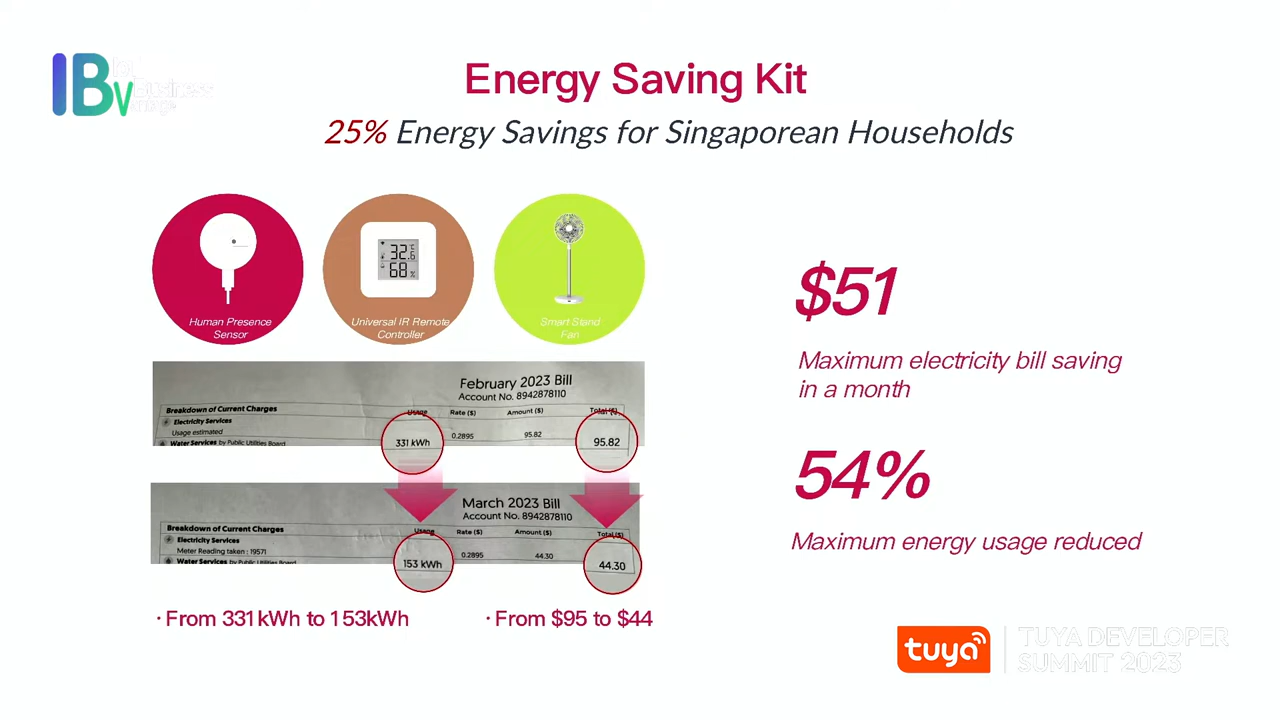 IBV
IoT
Business
Vantage
Energy Saving Kit
25% Energy Savings for Singaporean Households
32.6 °C
68 %
Human Presence
Sensor
Universal IR Remote
Controller
Smart Stand
Fan
February 2023 Bill
Account No. 8942878110
Breakdown of Current Charges
Usage
Rate ($)
Amount ($)
Total ($)
Electricity Services
Usage estimated
331 kWh
0.2895
95.82
95.82
Water Services by Public Utilities Board
March 2023 Bill
Account No. 8942878110
Breakdown of Current Charges
Usage
Rate ($)
Amount ($)
Total ($)
Electricity Services
Meter Reading taken : 19571
153 kWh
0.2895
44.30
44.30
Water Services by Public Utilities Board
· From 331kWh to 153kWh
· From $95 to $44
$51
Maximum electricity bill saving
in a month
54%
Maximum energy usage reduced
tuya
TUYA DEVELOPER
SUMMIT 2023